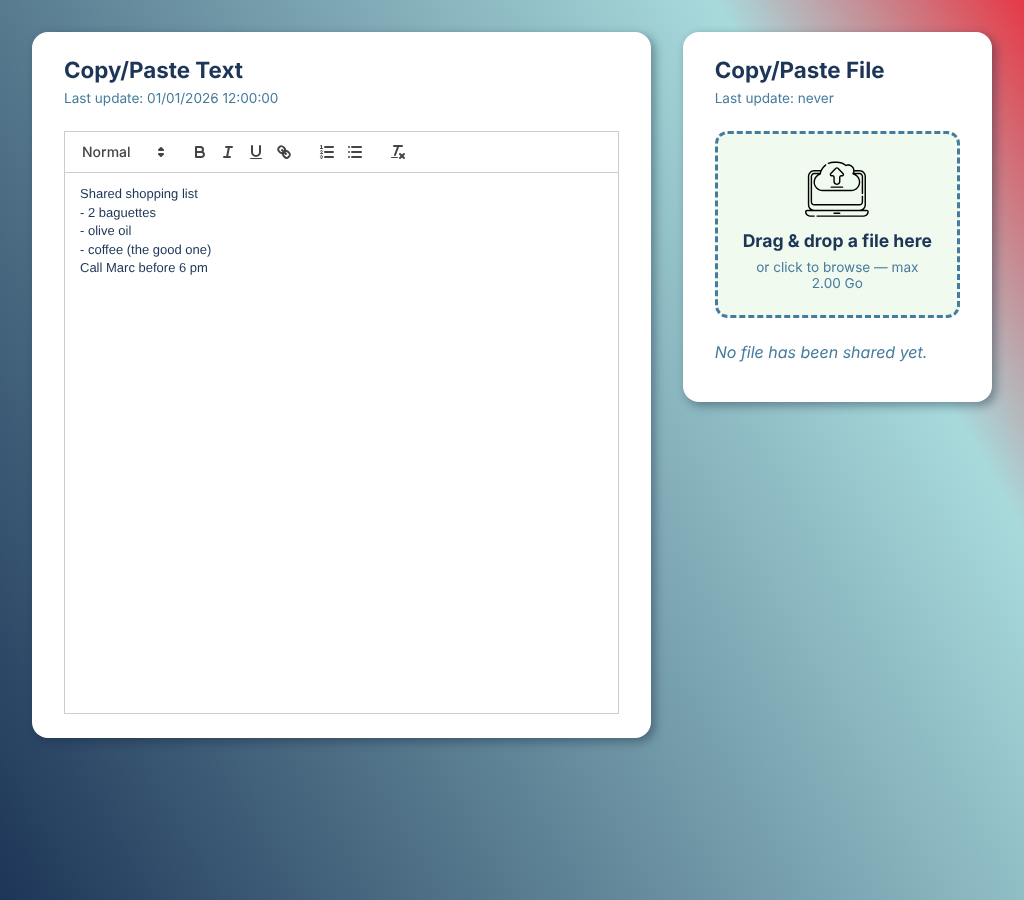 Copy/Paste Text
Last update: 01/01/2026 12:00:00
Normal
Shared shopping list
- 2 baguettes
- olive oil
- coffee (the good one)
Call Marc before 6 pm
Copy/Paste File
Last update: never
Drag & drop a file here
or click to browse — max
2.00 Go
No file has been shared yet.